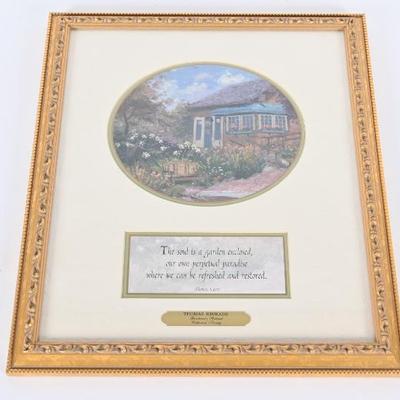 The soul is a garden enclosed,
our own perpetual paradise
where we can be refreshed and restored.
THOMAS KINKADE